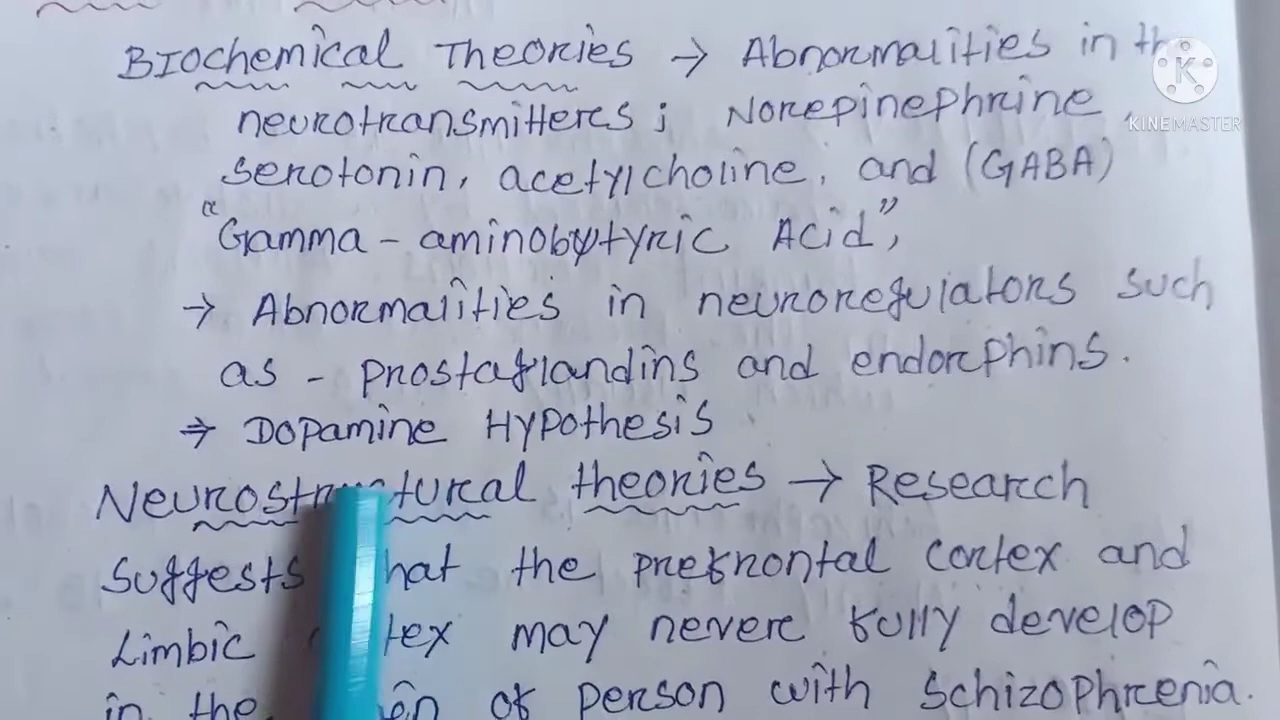 Biochemical Theories → Abnormalities in th
neurotransmitters; Norepinephrine,
serotonin, acetylcholine, and (GABA)
"Gamma - aminobutyric Acid",
→ Abnormalities in neuroregulators such
as - prostaglandins and endorphins.
⇒ Dopamine Hypothesis
Neurostructural theories → Research
Suggests that the prefrontal cortex and
Limbic may never fully develop
in the of person with schizophrenia.
K
KINEMASTER